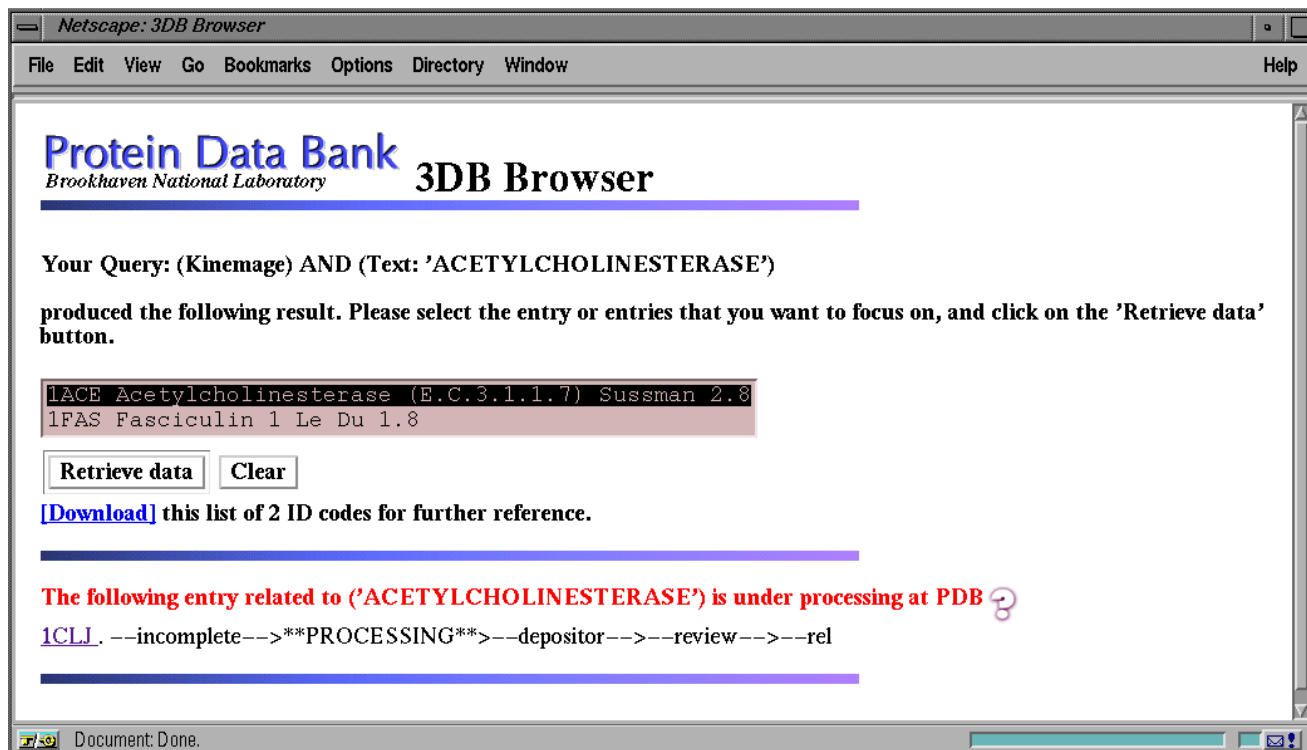 Netscape: 3DB Browser
File Edit View Go Bookmarks Options Directory Window Help
Protein Data Bank
Brookhaven National Laboratory
3DB Browser
Your Query: (Kinemage) AND (Text: ’ACETYLCHOLINESTERASE’)
produced the following result. Please select the entry or entries that you want to focus on, and click on the ’Retrieve data’
button.
1ACE Acetylcholinesterase (E.C.3.1.1.7) Sussman 2.8
1FAS Fasciculin 1 Le Du 1.8
Retrieve data Clear
[Download] this list of 2 ID codes for further reference.
The following entry related to (’ACETYLCHOLINESTERASE’) is under processing at PDB ?
1CLJ . --incomplete-->**PROCESSING**>--depositor-->--review-->--rel
Document: Done.